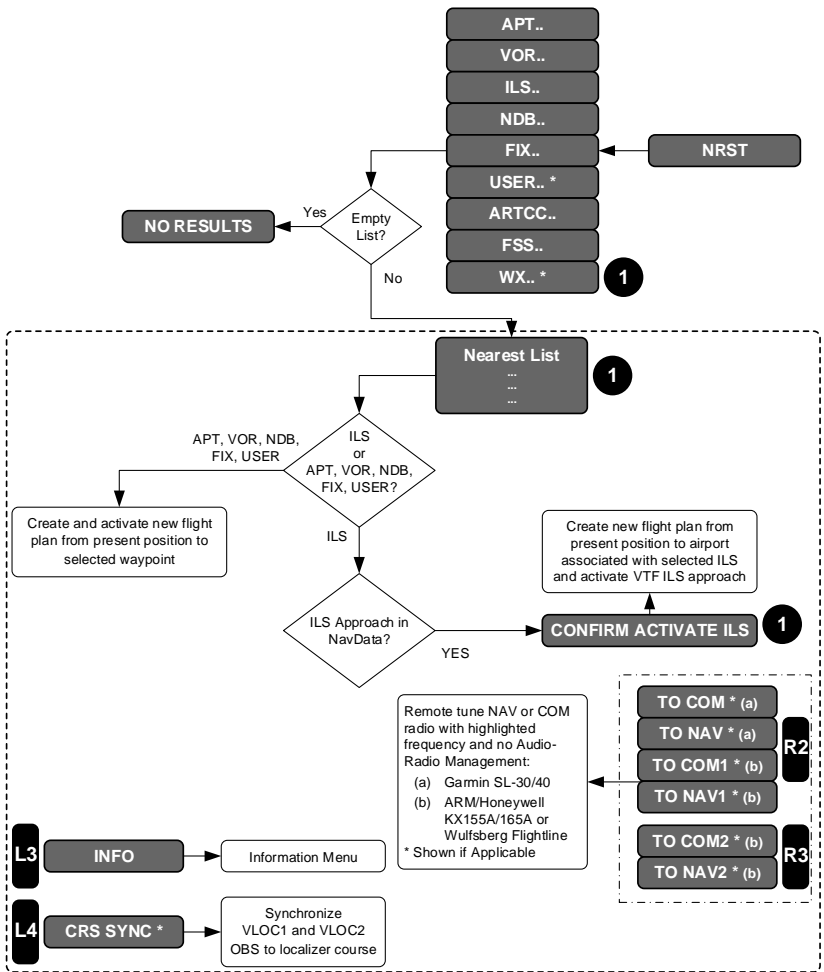 APT..
VOR..
ILS..
NDB..
FIX..
NRST
USER.. *
ARTCC..
FSS..
WX.. *
1
Empty
List?
Yes
NO RESULTS
No
Nearest List
...
...
...
1
ILS
or
APT, VOR, NDB,
FIX, USER?
APT, VOR, NDB,
FIX, USER
Create and activate new flight
plan from present position to
selected waypoint
ILS
ILS Approach in
NavData?
YES
Create new flight plan from
present position to airport
associated with selected ILS
and activate VTF ILS approach
CONFIRM ACTIVATE ILS
1
TO COM * (a)
TO NAV * (a)
TO COM1 * (b)
TO NAV1 * (b)
R2
TO COM2 * (b)
TO NAV2 * (b)
R3
Remote tune NAV or COM
radio with highlighted
frequency and no Audio-
Radio Management:
(a) Garmin SL-30/40
(b) ARM/Honeywell
KX155A/165A or
Wulfsberg Flightline
* Shown if Applicable
L3
INFO
Information Menu
L4
CRS SYNC *
Synchronize
VLOC1 and VLOC2
OBS to localizer course